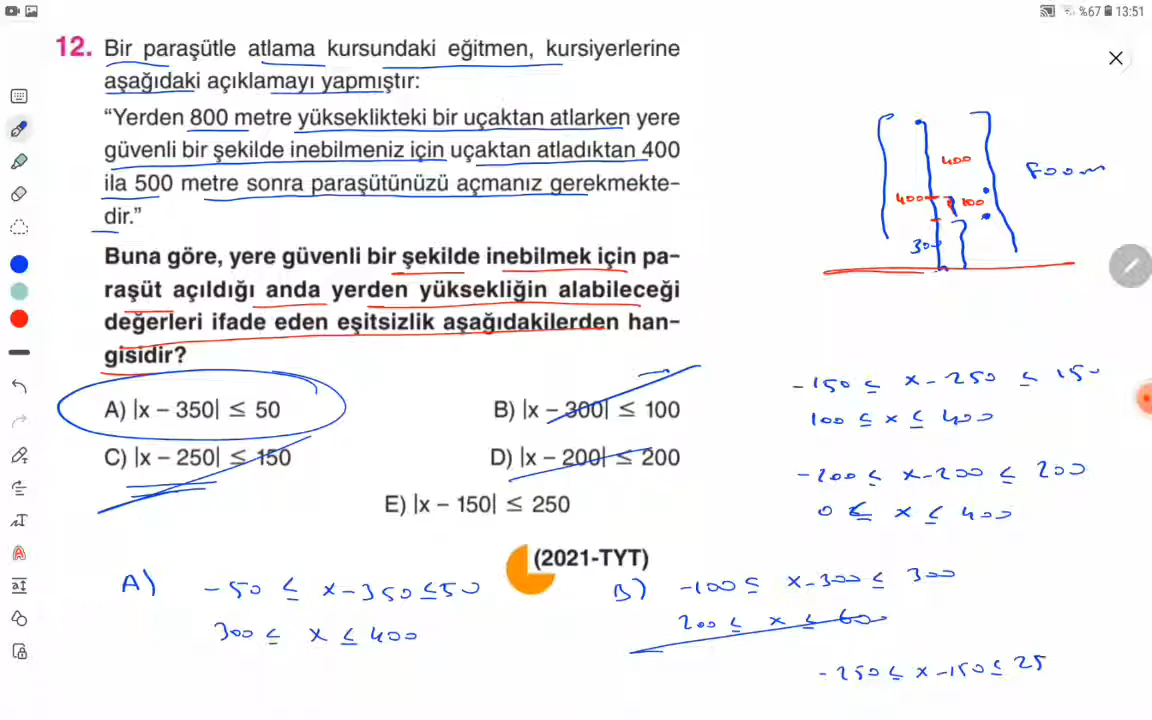 %67 13:51
12. Bir paraşütle atlama kursundaki eğitmen, kursiyerlerine
aşağıdaki açıklamayı yapmıştır:
“Yerden 800 metre yükseklikteki bir uçaktan atlarken yere
güvenli bir şekilde inebilmeniz için uçaktan atladıktan 400
ila 500 metre sonra paraşütünüzü açmanız gerekmekte-
dir.”
Buna göre, yere güvenli bir şekilde inebilmek için pa-
raşüt açıldığı anda yerden yüksekliğin alabileceği
değerleri ifade eden eşitsizlik aşağıdakilerden han-
gisidir?
A) |x – 350| ≤ 50
B) |x – 300| ≤ 100
C) |x – 250| ≤ 150
D) |x – 200| ≤ 200
E) |x – 150| ≤ 250
(2021-TYT)
400
800m
400
100
300
-150 ≤ x-250 ≤ 150
100 ≤ x ≤ 400
-200 ≤ x-200 ≤ 200
0 ≤ x ≤ 400
A) -50 ≤ x-350 ≤ 50
300 ≤ x ≤ 400
B) -100 ≤ x-300 ≤ 300
200 ≤ x ≤ 60
-250 ≤ x-150 ≤ 25